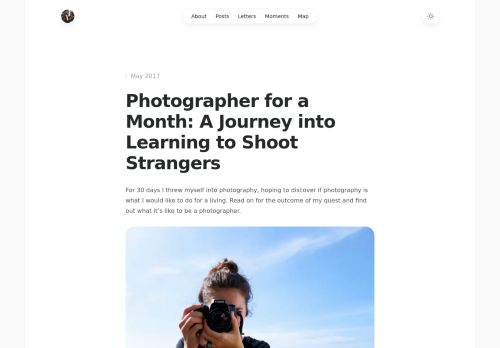 About Posts Letters Moments Map
May 2017
Photographer for a
Month: A Journey into
Learning to Shoot
Strangers
For 30 days I threw myself into photography, hoping to discover if photography is
what I would like to do for a living. Read on for the outcome of my quest and find
out what it's like to be a photographer.